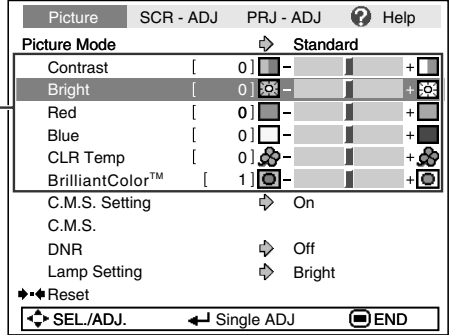 Picture SCR - ADJ PRJ - ADJ ? Help
Picture Mode Standard
Contrast [ 0 ] - +
Bright [ 0 ] - +
Red [ 0 ] - +
Blue [ 0 ] - +
CLR Temp [ 0 ] - +
BrilliantColor™ [ 1 ] - +
C.M.S. Setting On
C.M.S.
DNR Off
Lamp Setting Bright
Reset
SEL./ADJ. Single ADJ END